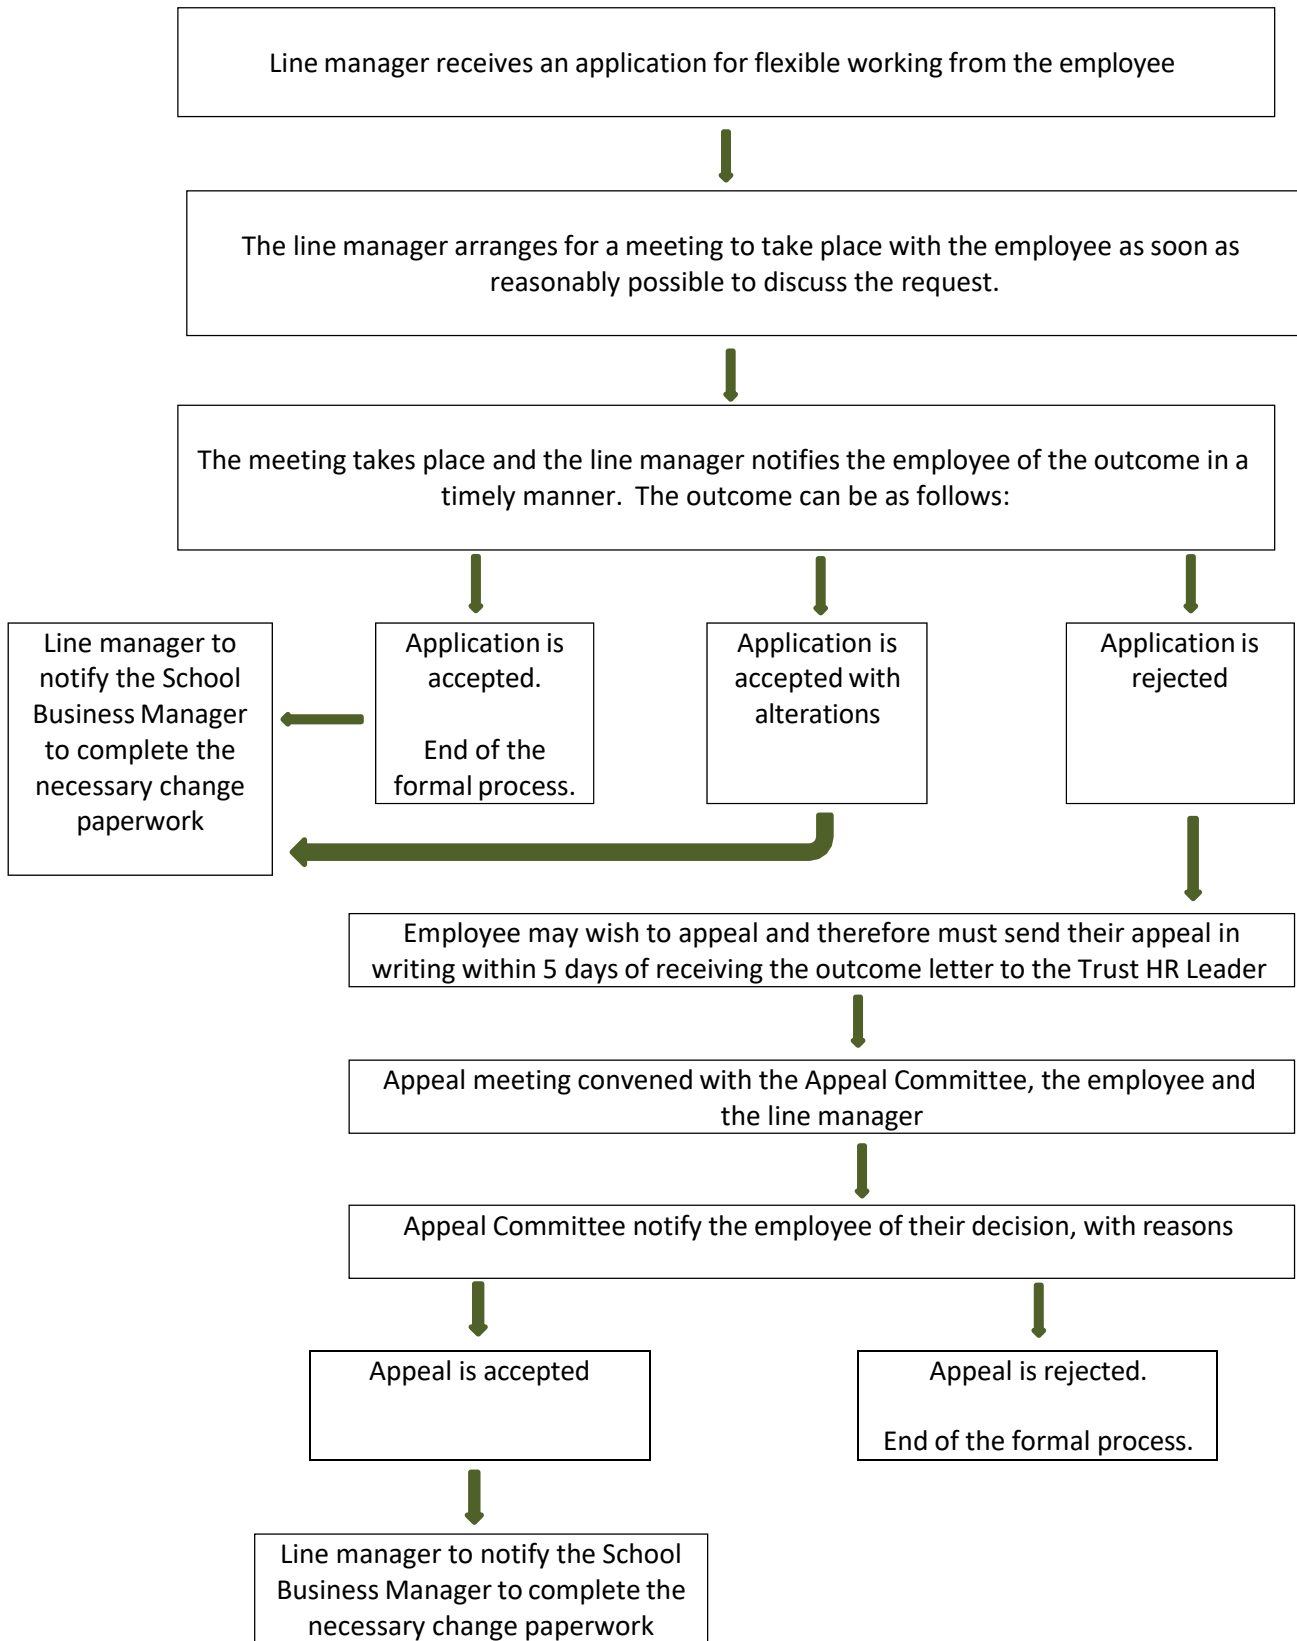 Line manager receives an application for flexible working from the employee
The line manager arranges for a meeting to take place with the employee as soon as
reasonably possible to discuss the request.
The meeting takes place and the line manager notifies the employee of the outcome in a
timely manner.  The outcome can be as follows:
Line manager to
notify the School
Business Manager
to complete the
necessary change
paperwork
Application is
accepted.
End of the
formal process.
Application is
accepted with
alterations
Application is
rejected
Employee may wish to appeal and therefore must send their appeal in
writing within 5 days of receiving the outcome letter to the Trust HR Leader
Appeal meeting convened with the Appeal Committee, the employee and
the line manager
Appeal Committee notify the employee of their decision, with reasons
Appeal is accepted
Appeal is rejected.
End of the formal process.
Line manager to notify the School
Business Manager to complete the
necessary change paperwork